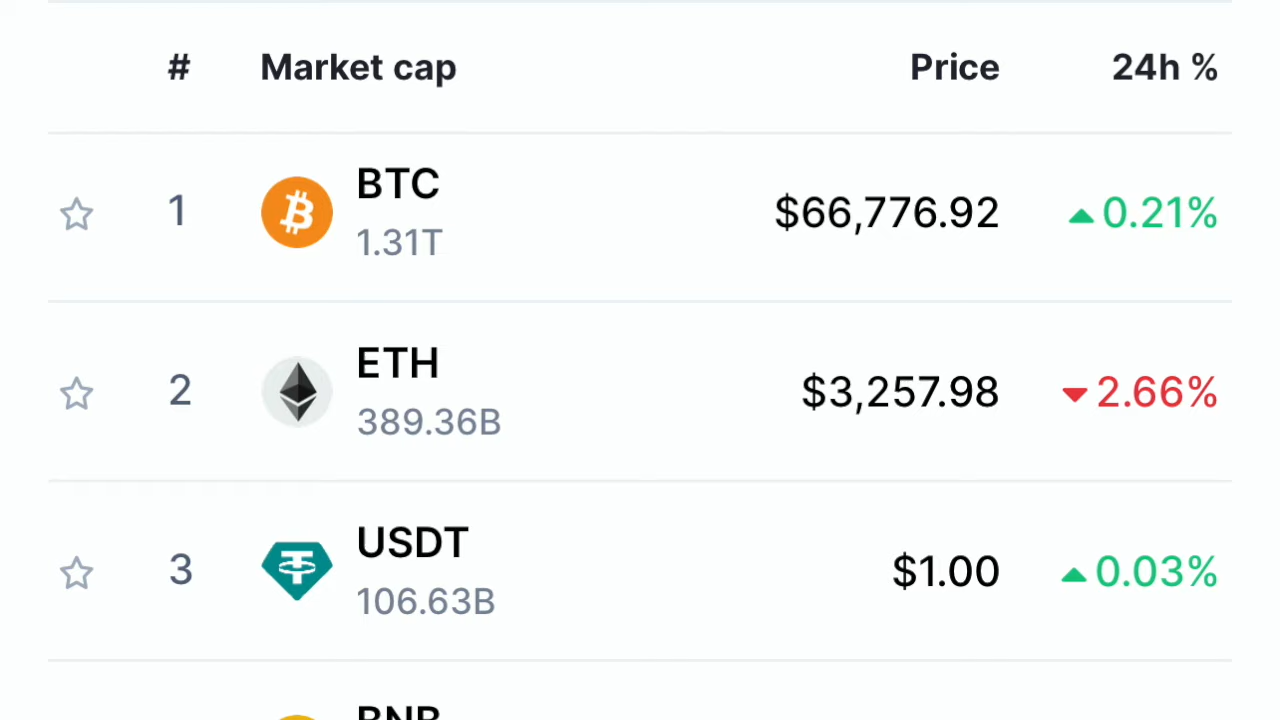 # Market cap Price 24h %
1 BTC $66,776.92 0.21%
1.31T
2 ETH $3,257.98 2.66%
389.36B
3 USDT $1.00 0.03%
106.63B
BNB